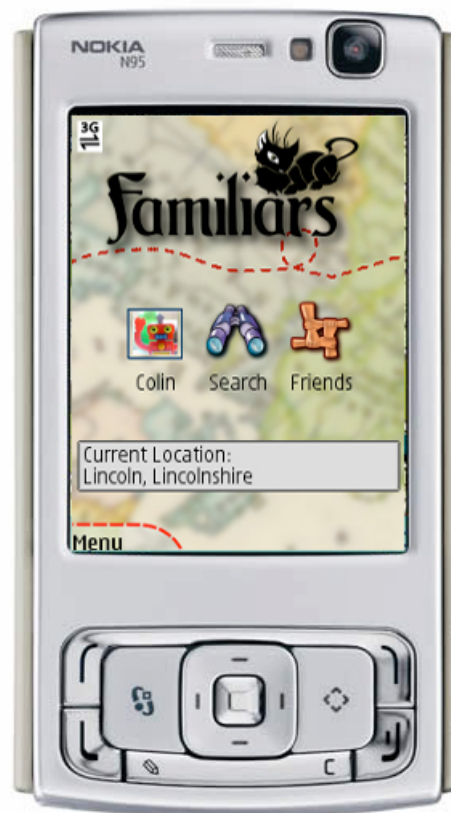 NOKIA
N95
3G
Familiars
Colin Search Friends
Current Location:
Lincoln, Lincolnshire
Menu
C